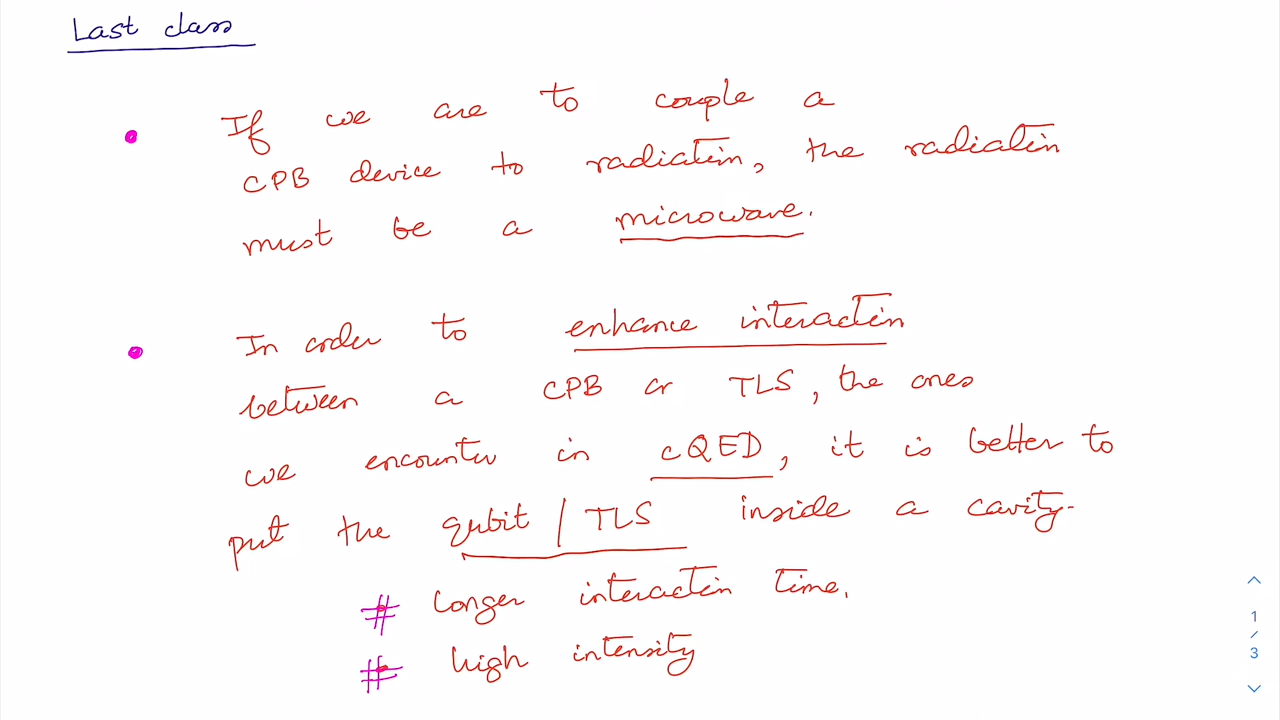 Last class
If we are to couple a
CPB device to radiation, the radiation
must be a microwave.
In order to enhance interaction
between a CPB or TLS, the ones
we encounter in cQED, it is better to
put the qubit / TLS inside a cavity.
# longer interaction time.
# high intensity
1
/
3